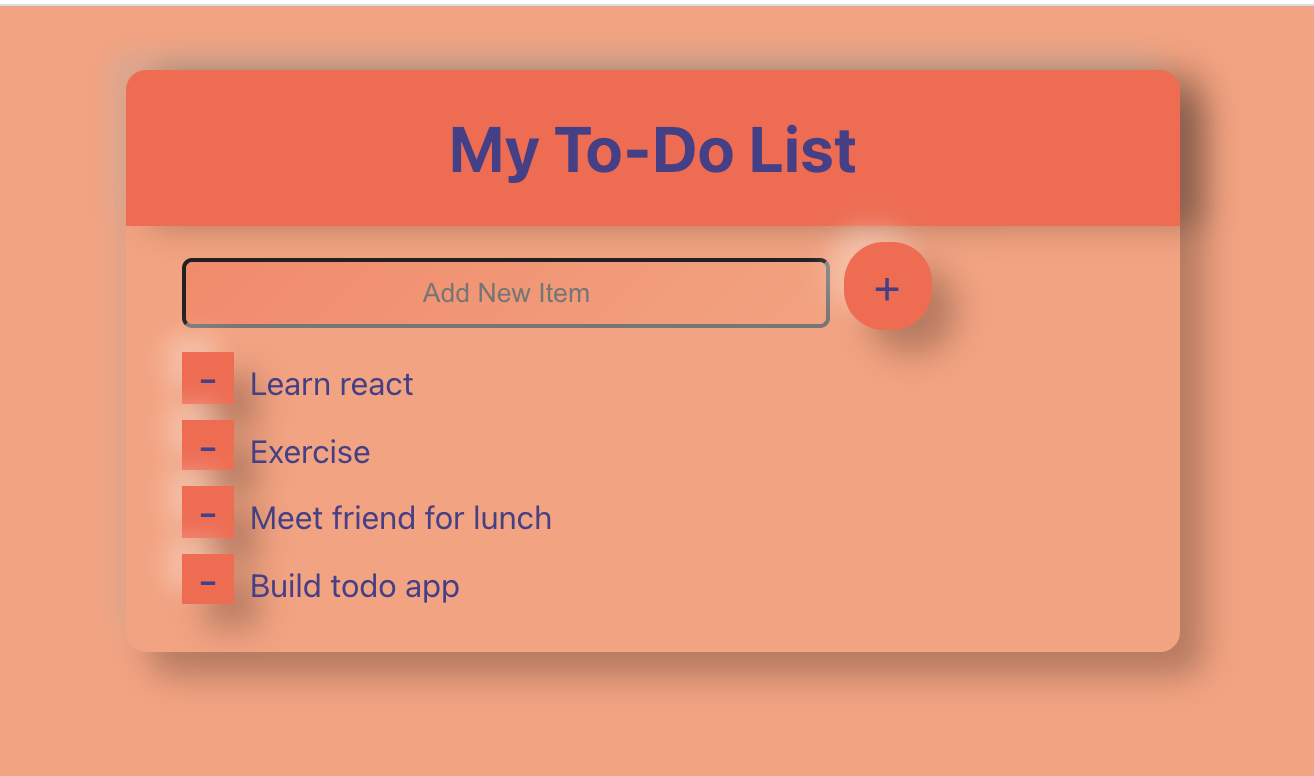 My To-Do List
Add New Item
+
- Learn react
- Exercise
- Meet friend for lunch
- Build todo app